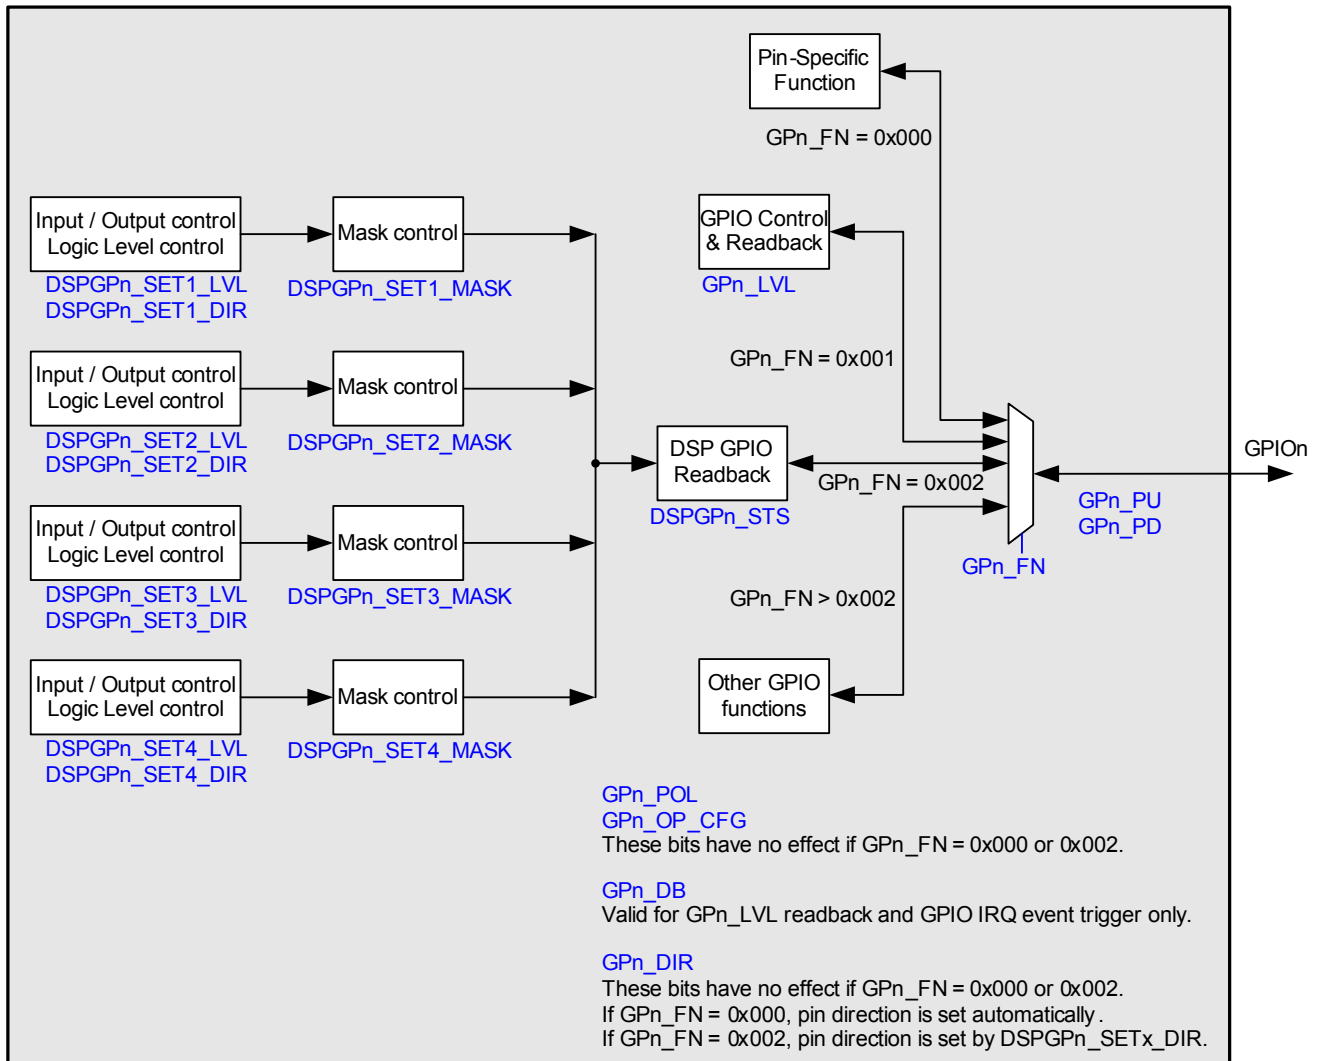 Pin-Specific
Function
GPn_FN = 0x000
Input / Output control
Logic Level control
DSPGPn_SET1_LVL
DSPGPn_SET1_DIR
Mask control
DSPGPn_SET1_MASK
GPIO Control
& Readback
GPn_LVL
GPn_FN = 0x001
Input / Output control
Logic Level control
DSPGPn_SET2_LVL
DSPGPn_SET2_DIR
Mask control
DSPGPn_SET2_MASK
DSP GPIO
Readback
DSPGPn_STS
GPn_FN = 0x002
GPIOn
GPn_PU
GPn_PD
GPn_FN
Input / Output control
Logic Level control
DSPGPn_SET3_LVL
DSPGPn_SET3_DIR
Mask control
DSPGPn_SET3_MASK
GPn_FN > 0x002
Input / Output control
Logic Level control
DSPGPn_SET4_LVL
DSPGPn_SET4_DIR
Mask control
DSPGPn_SET4_MASK
Other GPIO
functions
GPn_POL
GPn_OP_CFG
These bits have no effect if GPn_FN = 0x000 or 0x002.
GPn_DB
Valid for GPn_LVL readback and GPIO IRQ event trigger only.
GPn_DIR
These bits have no effect if GPn_FN = 0x000 or 0x002.
If GPn_FN = 0x000, pin direction is set automatically.
If GPn_FN = 0x002, pin direction is set by DSPGPn_SETx_DIR.